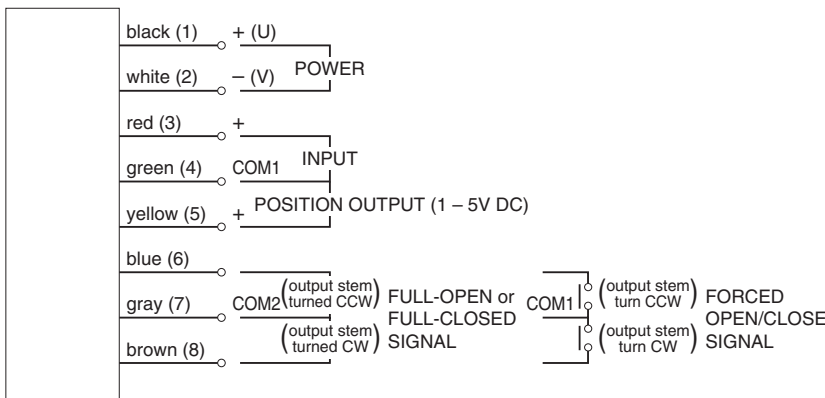 black (1) + (U)
POWER
white (2) – (V)
red (3) +
INPUT
green (4) COM1
POSITION OUTPUT (1 – 5V DC)
yellow (5) +
blue (6)
(output stem turned CCW)
gray (7) COM2
FULL-OPEN or
FULL-CLOSED
SIGNAL
(output stem turned CW)
brown (8)
COM1
(output stem turn CCW)
(output stem turn CW)
FORCED
OPEN/CLOSE
SIGNAL